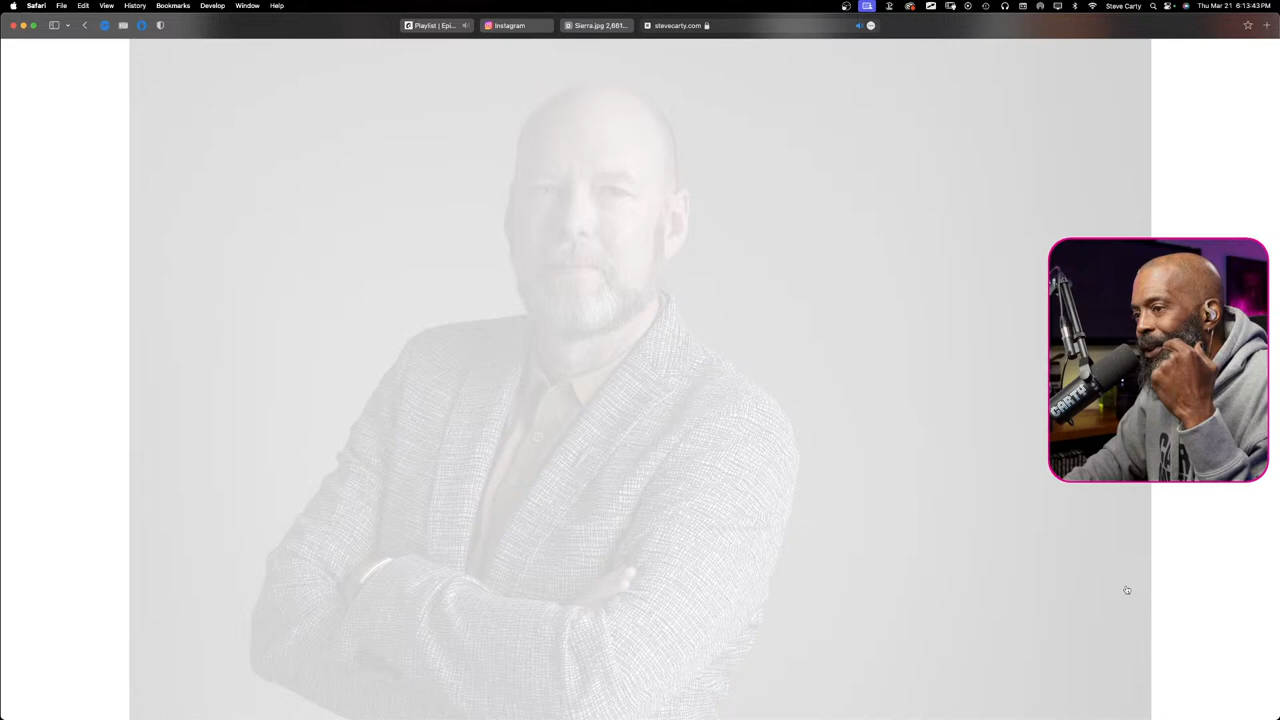 Safari File Edit View History Bookmarks Develop Window Help
Steve Carty Thu Mar 21 6:13:43 PM
Playlist | Epi... Instagram Sierra.jpg 2,661... stevecarty.com
CARTY